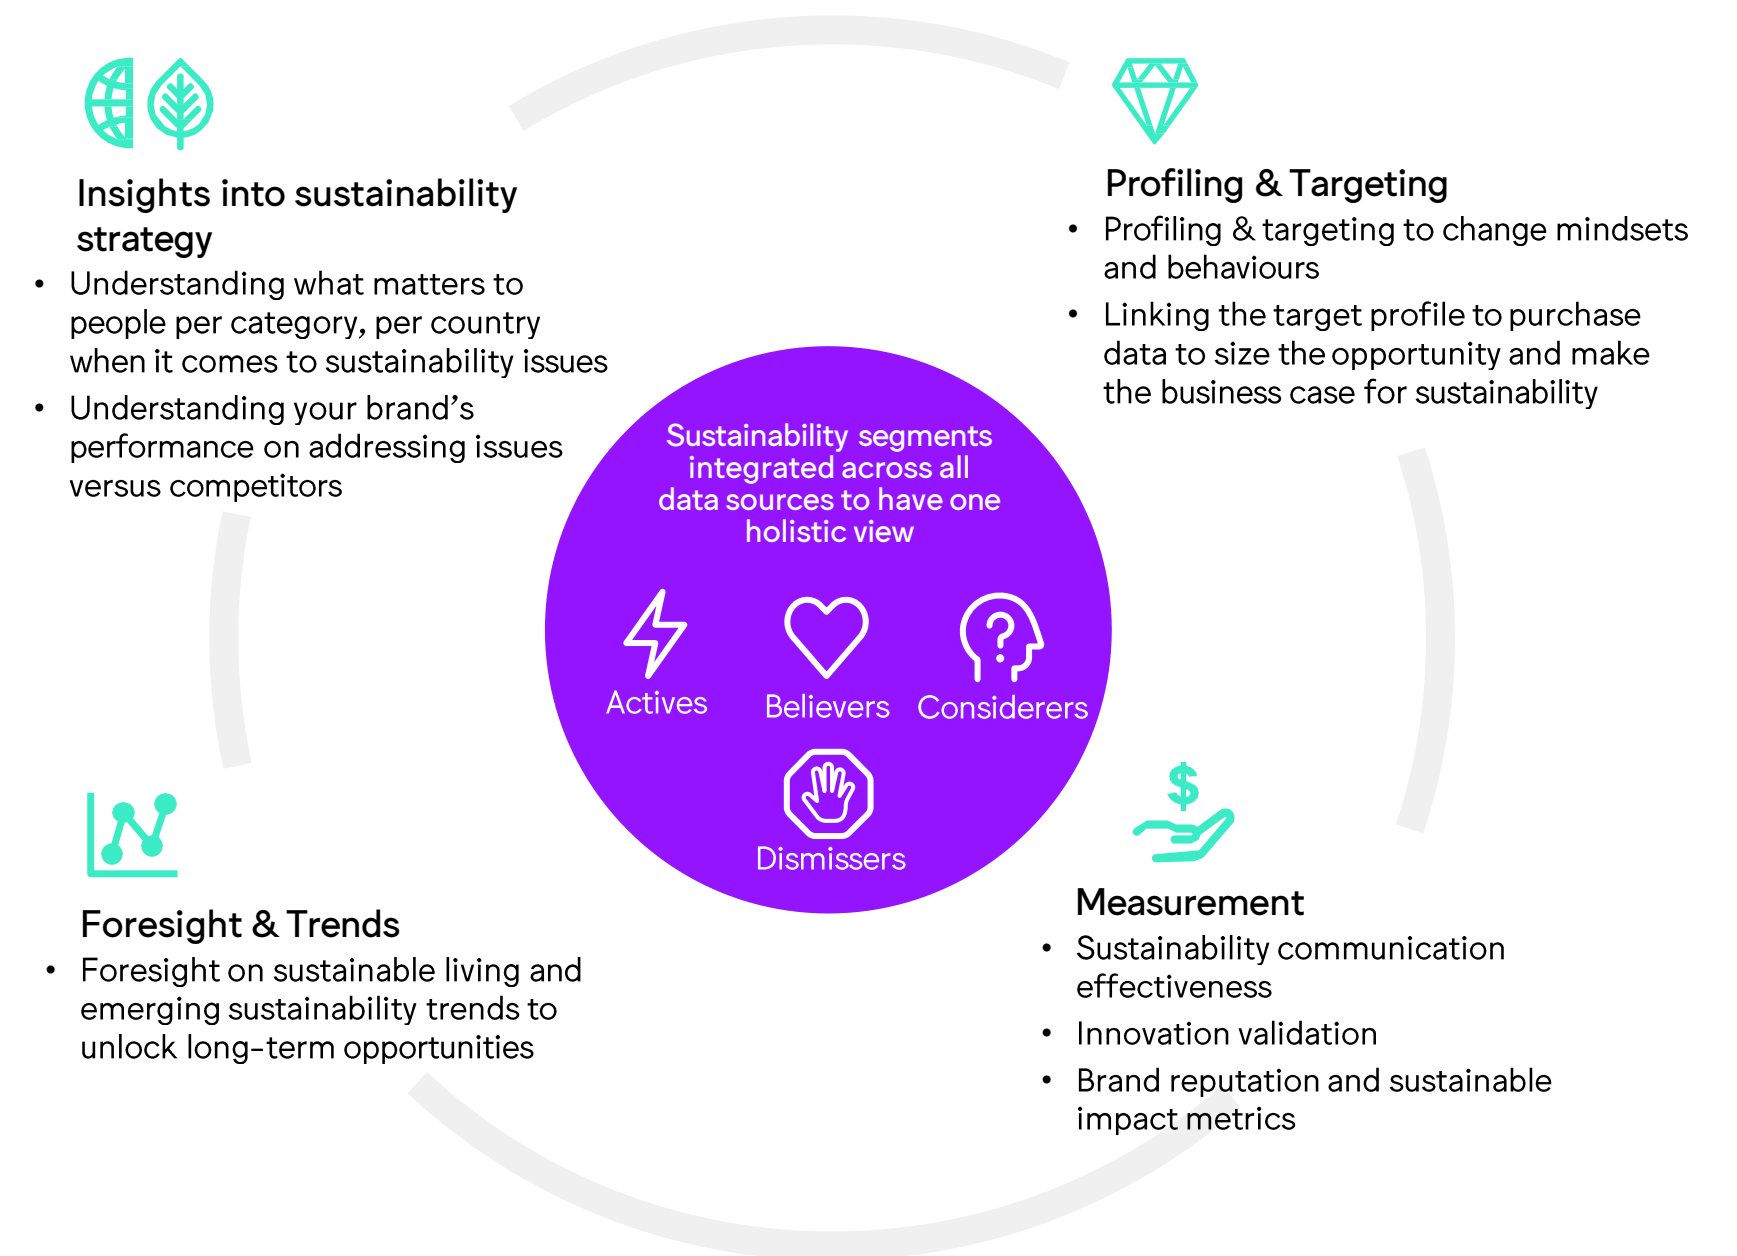 Insights into sustainability
strategy
• Understanding what matters to
people per category, per country
when it comes to sustainability issues
• Understanding your brand’s
performance on addressing issues
versus competitors
Profiling & Targeting
• Profiling & targeting to change mindsets
and behaviours
• Linking the target profile to purchase
data to size the opportunity and make
the business case for sustainability
Sustainability segments
integrated across all
data sources to have one
holistic view
Actives
Believers
Considerers
Dismissers
Foresight & Trends
• Foresight on sustainable living and
emerging sustainability trends to
unlock long-term opportunities
$
Measurement
• Sustainability communication
effectiveness
• Innovation validation
• Brand reputation and sustainable
impact metrics